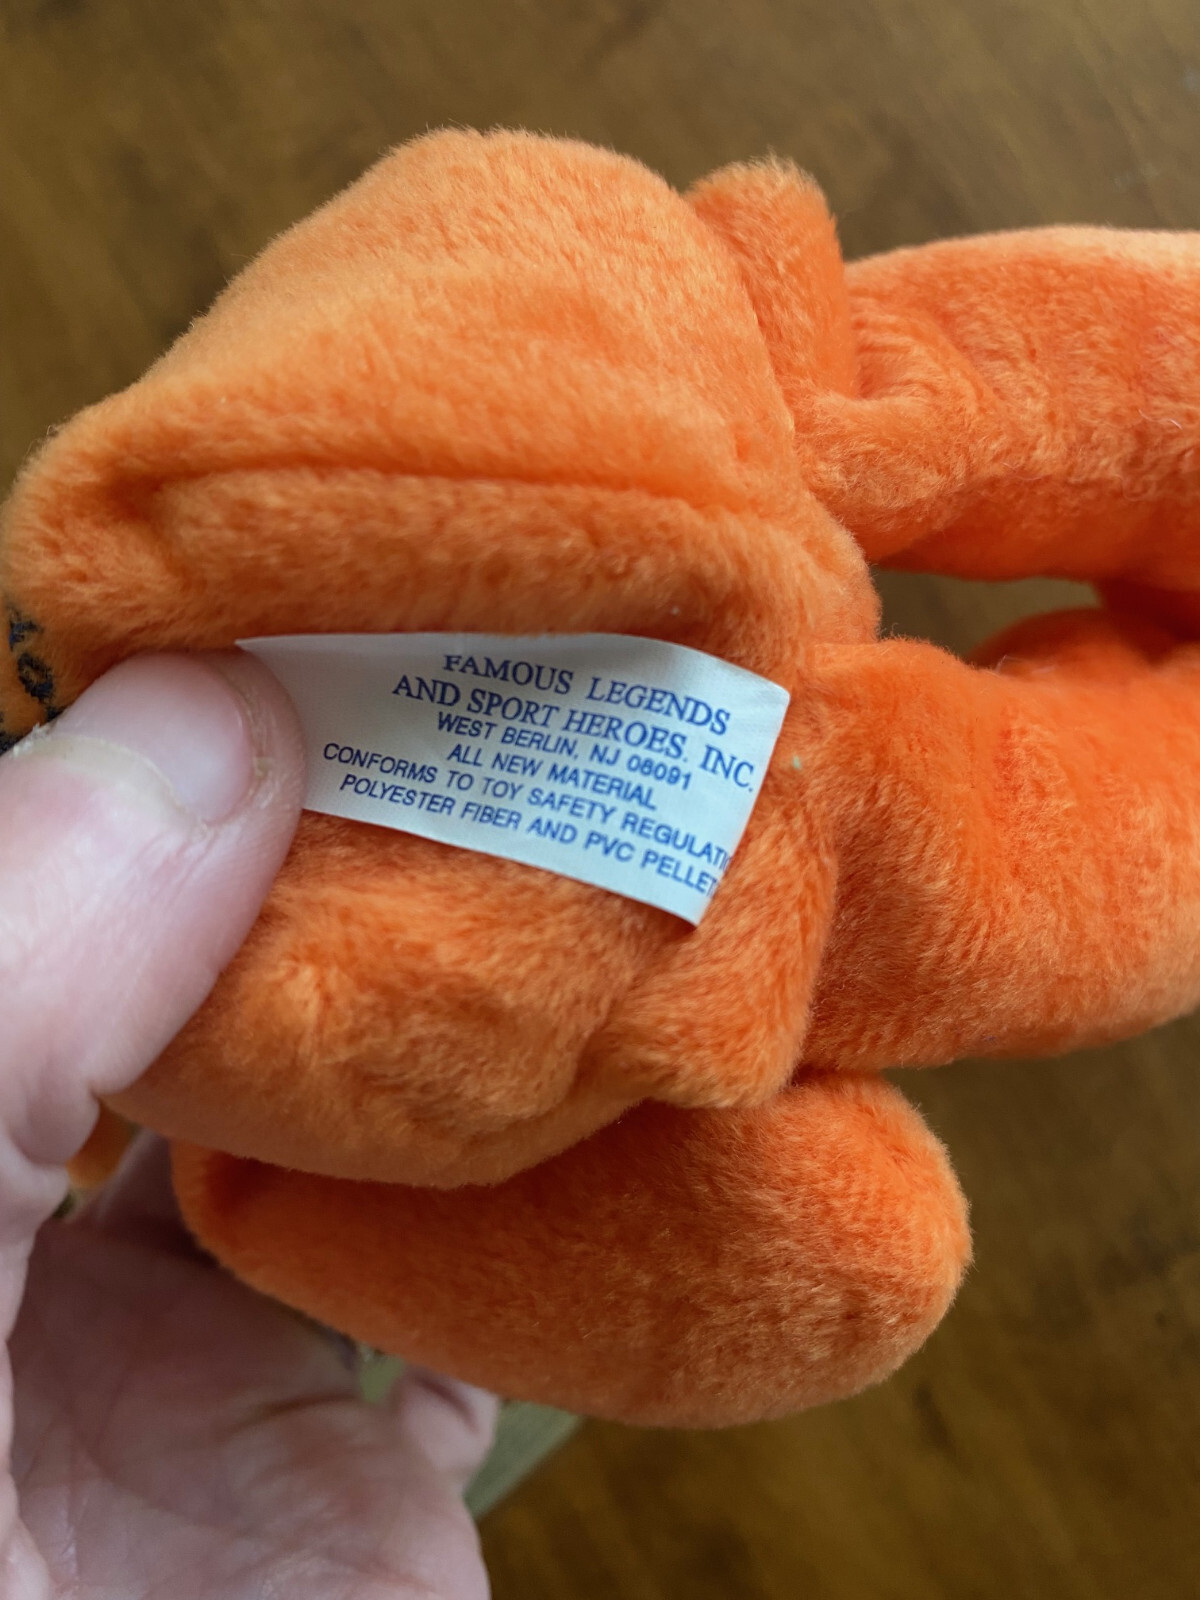 FAMOUS LEGENDS
AND SPORT HEROES, INC.
WEST BERLIN, NJ 08091
ALL NEW MATERIAL
CONFORMS TO TOY SAFETY REGULATI
POLYESTER FIBER AND PVC PELLET